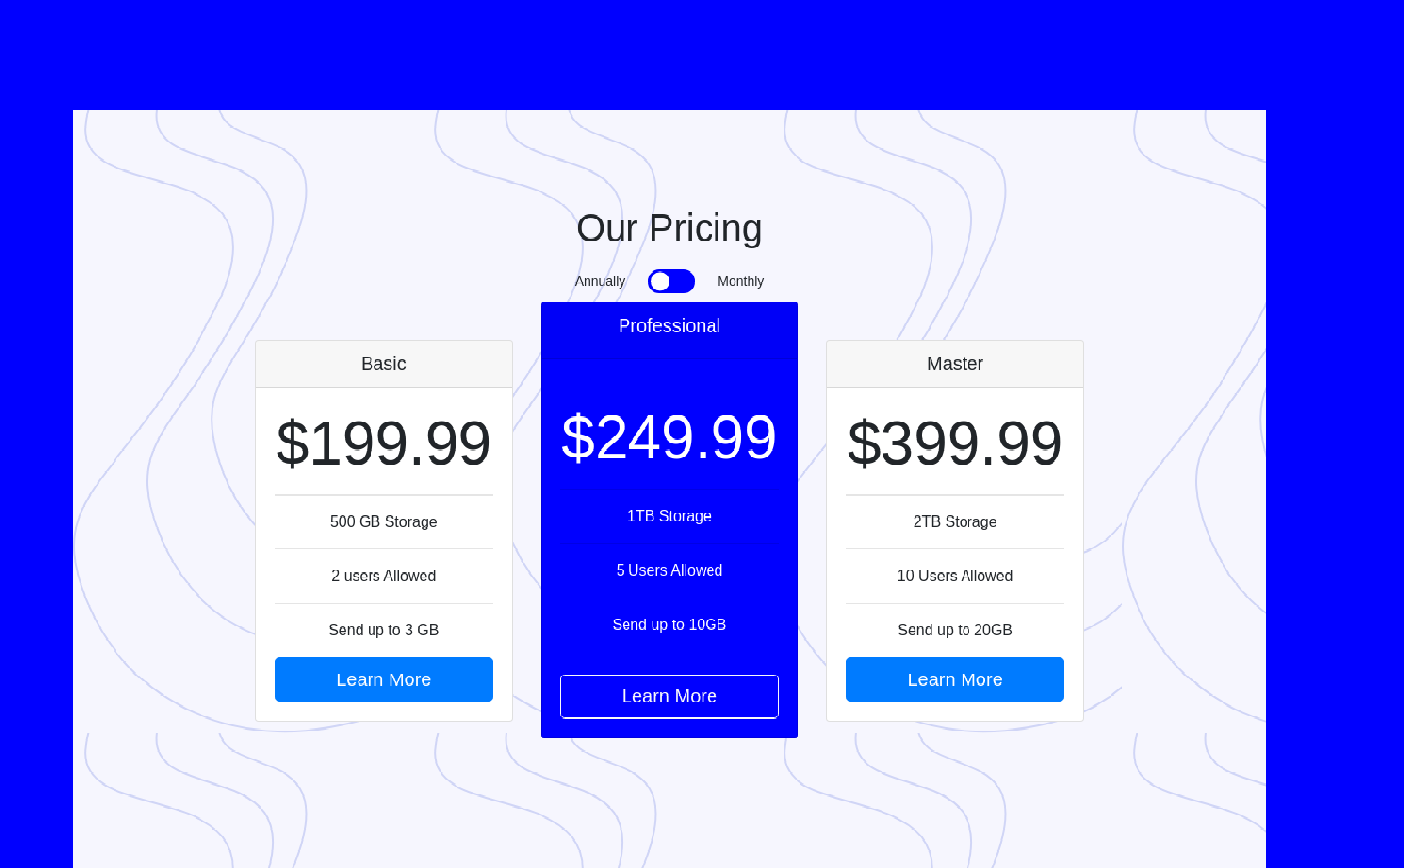 Our Pricing
Annually
Monthly
Basic
$199.99
500 GB Storage
2 users Allowed
Send up to 3 GB
Learn More
Professional
$249.99
1TB Storage
5 Users Allowed
Send up to 10GB
Learn More
Master
$399.99
2TB Storage
10 Users Allowed
Send up to 20GB
Learn More